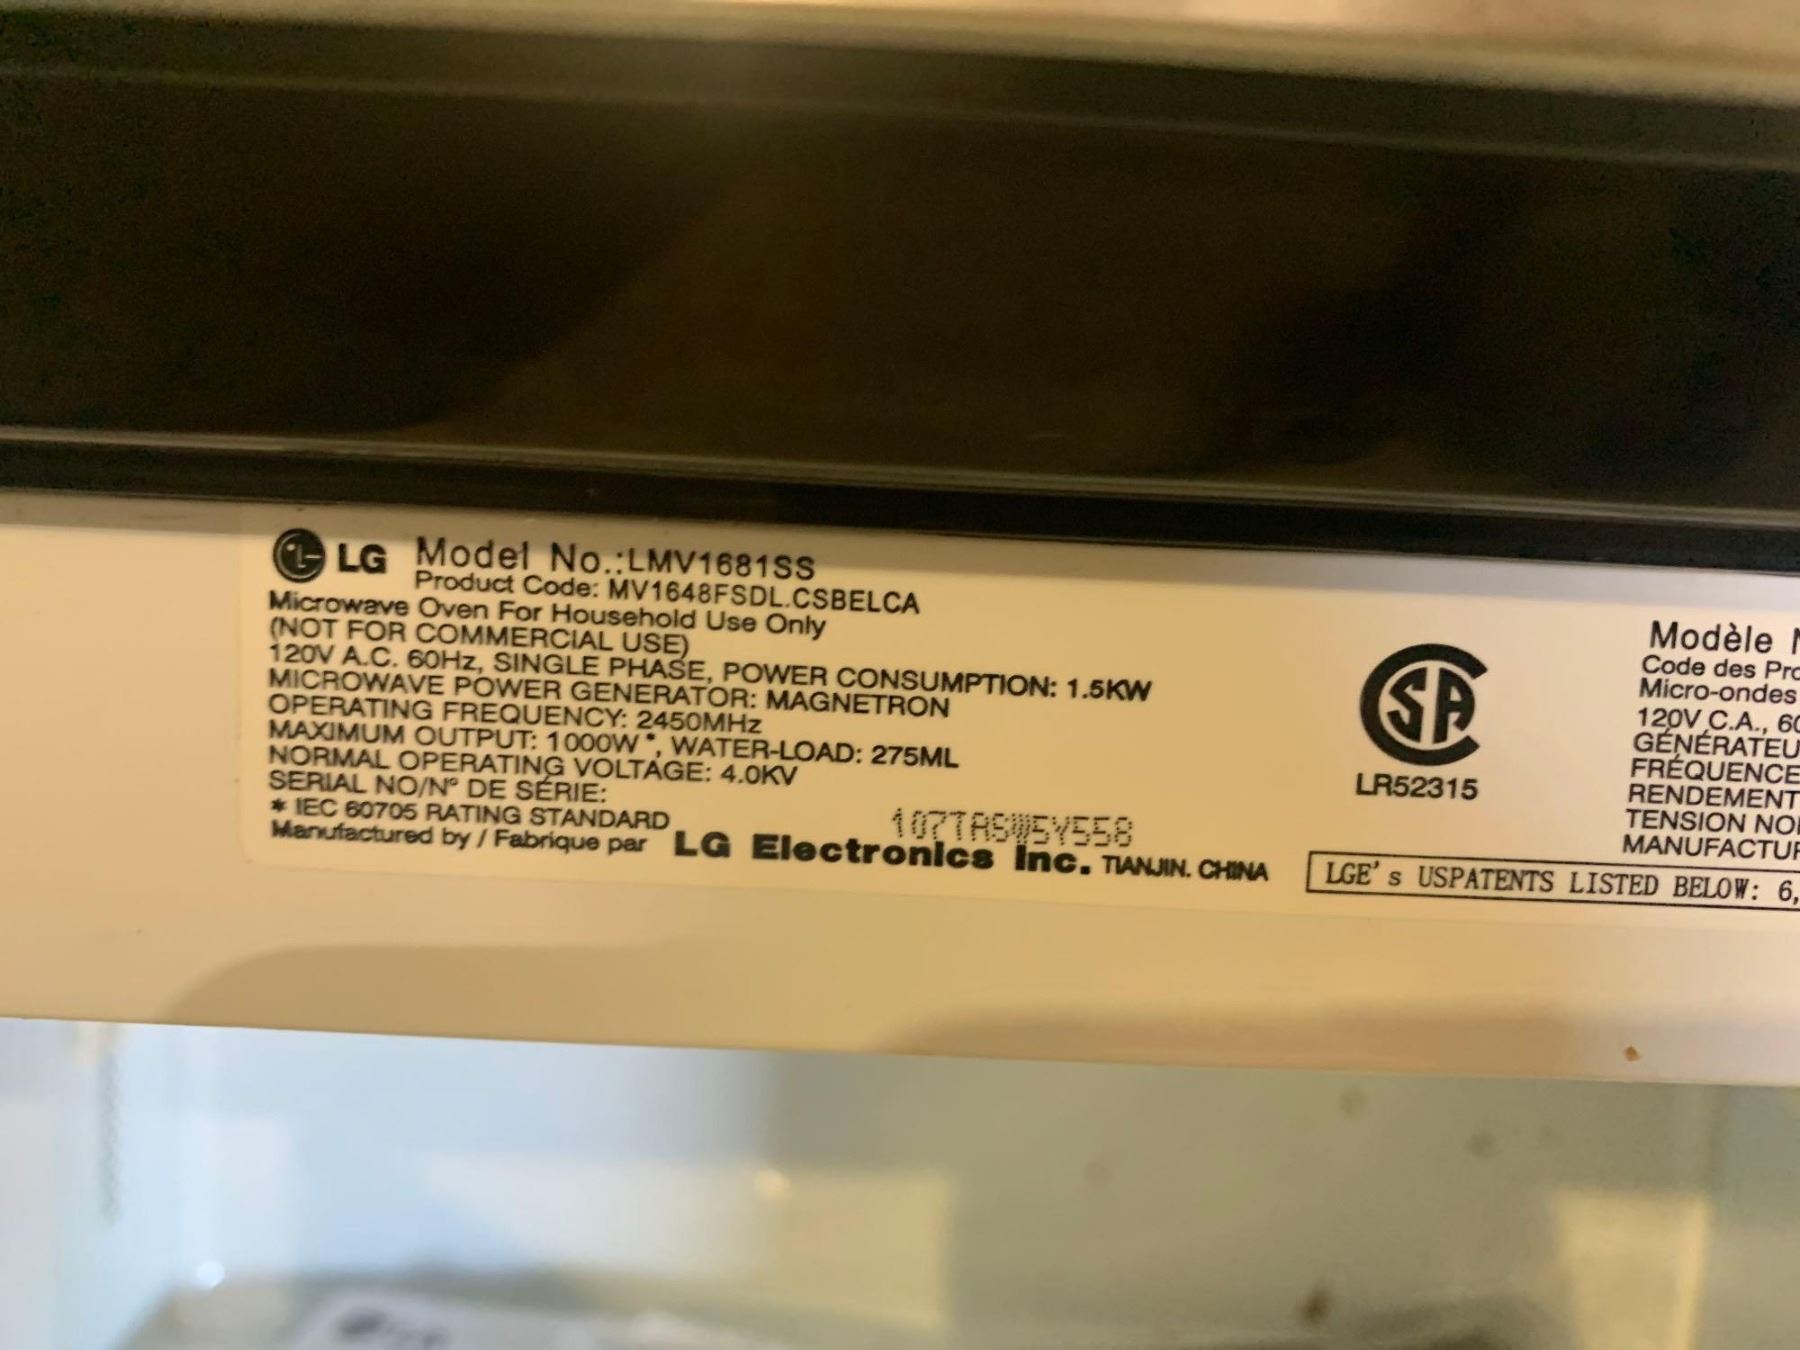 LG Model No.:LMV1681SS
Product Code: MV1648FSDL.CSBELCA
Microwave Oven For Household Use Only
(NOT FOR COMMERCIAL USE)
120V A.C. 60Hz, SINGLE PHASE, POWER CONSUMPTION: 1.5KW
MICROWAVE POWER GENERATOR: MAGNETRON
OPERATING FREQUENCY: 2450MHz
MAXIMUM OUTPUT: 1000W*, WATER-LOAD: 275ML
NORMAL OPERATING VOLTAGE: 4.0KV
SERIAL NO/N° DE SÉRIE:
107TASW5Y558
* IEC 60705 RATING STANDARD
Manufactured by / Fabrique par LG Electronics Inc. TIANJIN. CHINA
SA
LR52315
Modèle
Code des
Micro-ondes
120V C.A.,
FRÉQUENCE
RENDEMENT
TENSION
LGE's USPATENTS LISTED BELOW: 6,